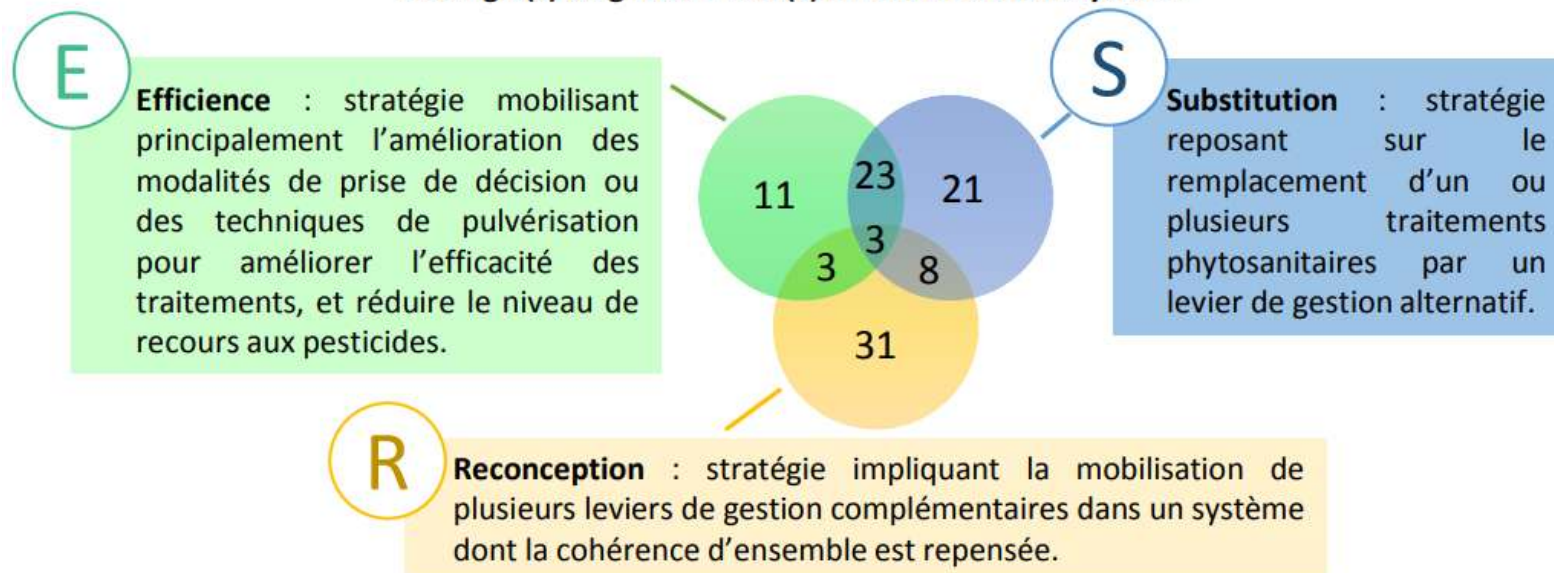 E
Efficience : stratégie mobilisant
principalement l'amélioration des
modalités de prise de décision ou
des techniques de pulvérisation
pour améliorer l'efficacité des
traitements, et réduire le niveau de
recours aux pesticides.
11
23
21
3
3
8
31
S
Substitution : stratégie
reposant sur le
remplacement d'un ou
plusieurs traitements
phytosanitaires par un
levier de gestion alternatif.
R
Reconception : stratégie impliquant la mobilisation de
plusieurs leviers de gestion complémentaires dans un système
dont la cohérence d'ensemble est repensée.